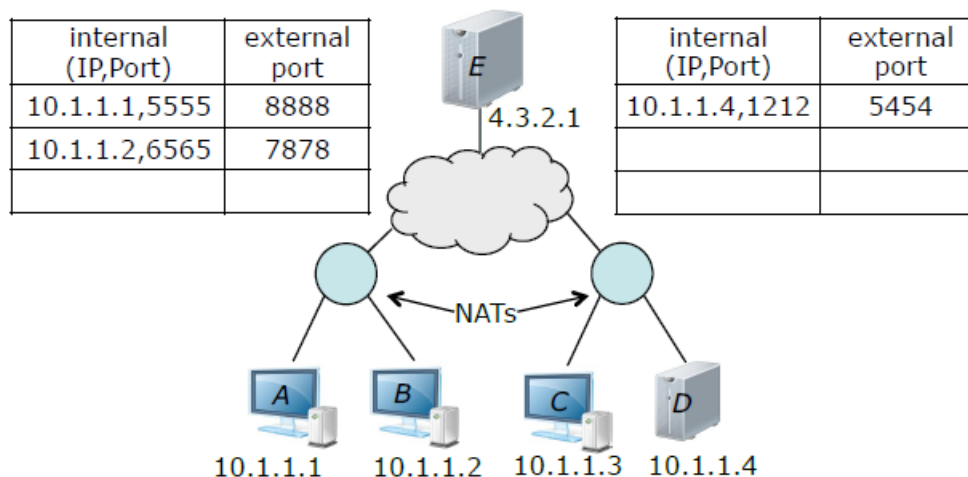 internal external
(IP,Port) port
10.1.1.1,5555 8888
10.1.1.2,6565 7878
E
4.3.2.1
internal external
(IP,Port) port
10.1.1.4,1212 5454
NATs
A
B
C
D
10.1.1.1
10.1.1.2
10.1.1.3
10.1.1.4